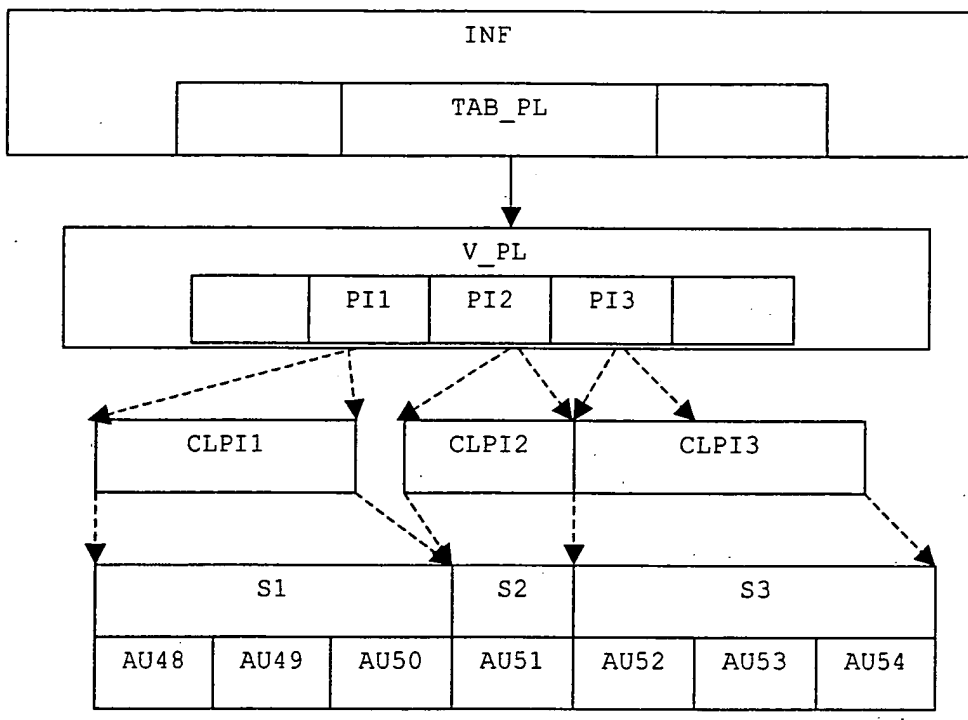 INF
TAB_PL
V_PL
PI1 PI2 PI3
CLPI1 CLPI2 CLPI3
S1 S2 S3
AU48 AU49 AU50 AU51 AU52 AU53 AU54